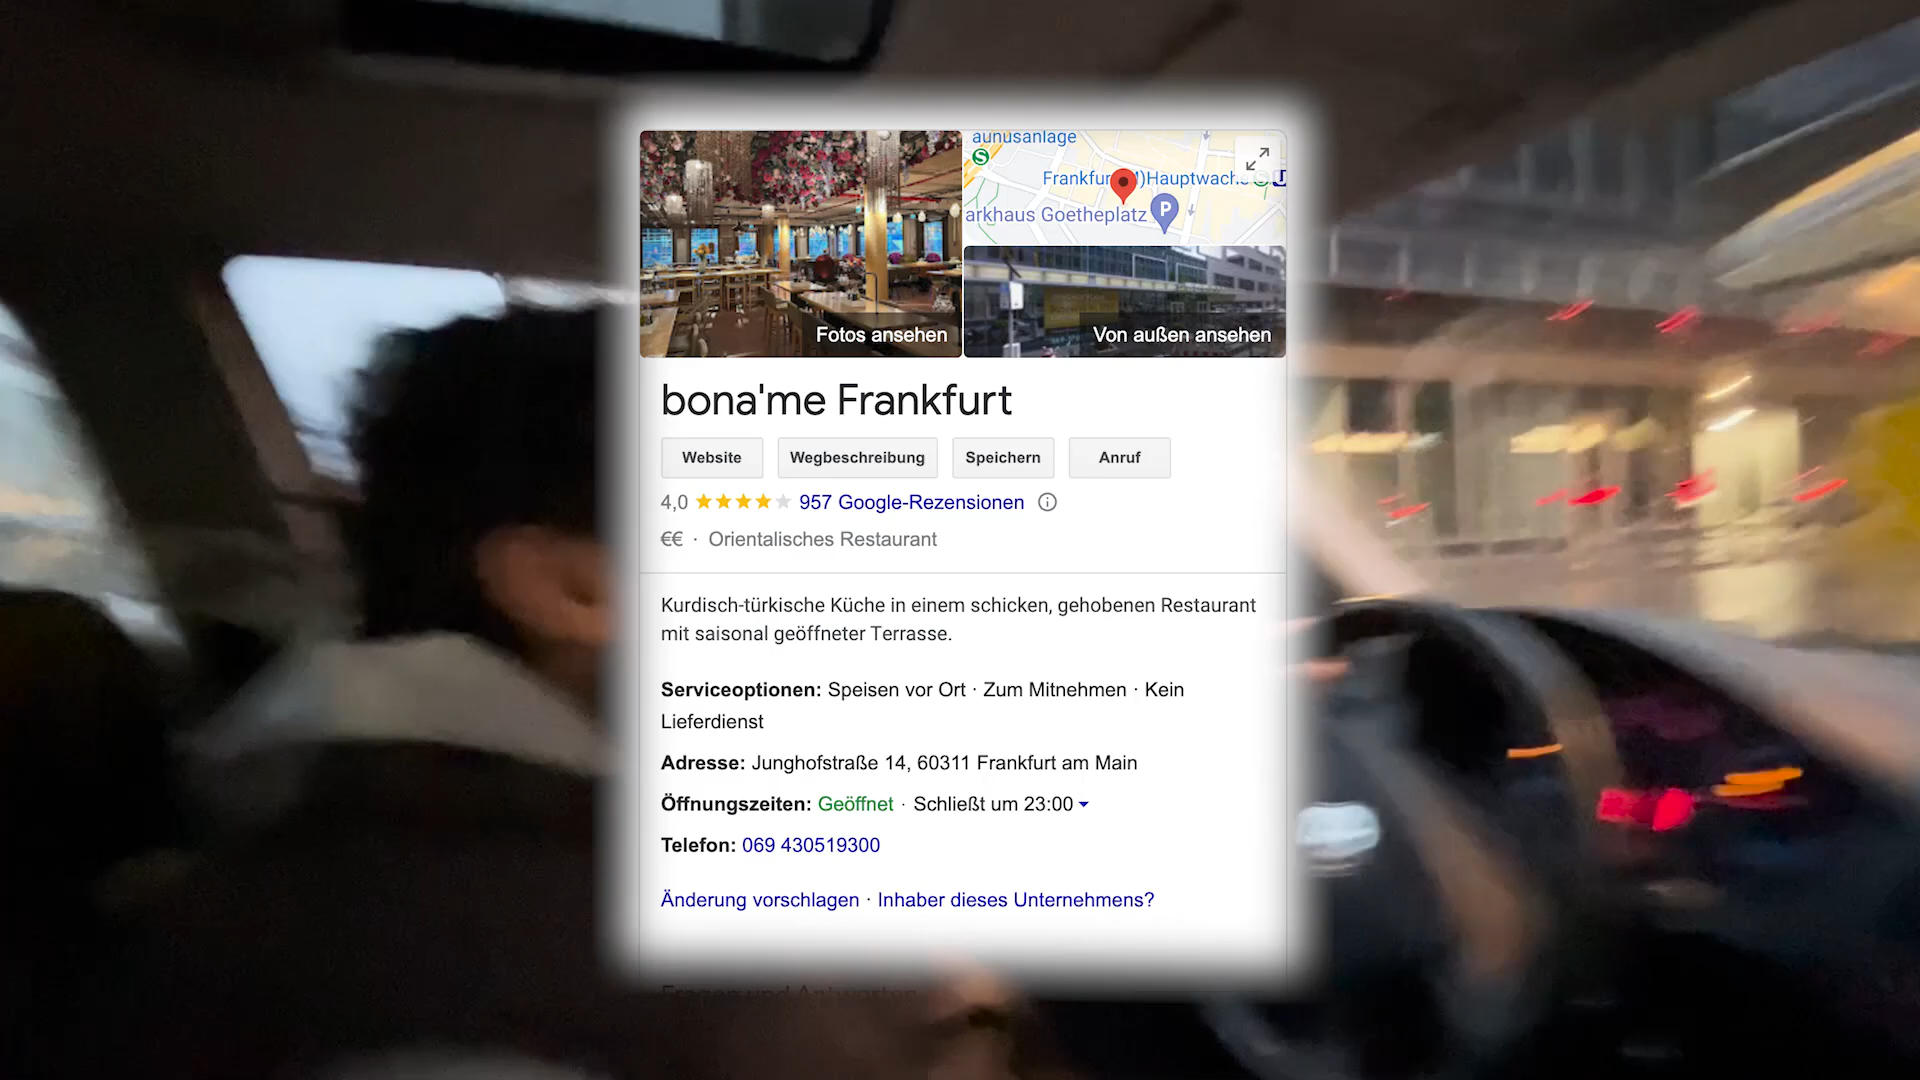 aunusanlage
S
Hauptwach
arkhaus Goetheplatz
P
Fotos ansehen
Von außen ansehen
bona'me Frankfurt
Website Wegbeschreibung Speichern Anruf
4,0 957 Google-Rezensionen
€€ · Orientalisches Restaurant
Kurdisch-türkische Küche in einem schicken, gehobenen Restaurant
mit saisonal geöffneter Terrasse.
Serviceoptionen: Speisen vor Ort · Zum Mitnehmen · Kein
Lieferdienst
Adresse: Junghofstraße 14, 60311 Frankfurt am Main
Öffnungszeiten: Geöffnet · Schließt um 23:00
Telefon: 069 430519300
Änderung vorschlagen · Inhaber dieses Unternehmens?
Fragen und Antworten